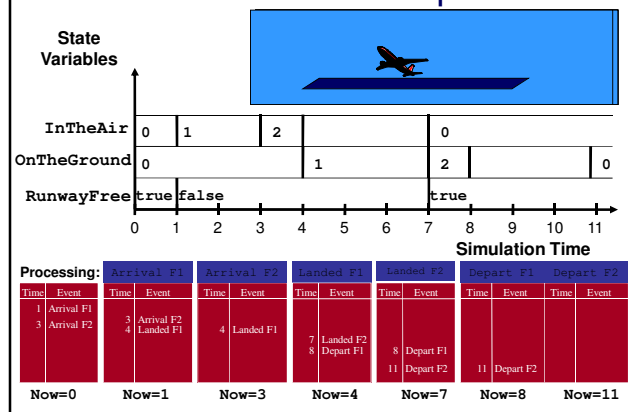 State
Variables
InTheAir 0 1 2 0
OnTheGround 0 1 2 0
RunwayFree true false true
0 1 2 3 4 5 6 7 8 9 10 11
Simulation Time
Processing: Arrival F1 Arrival F2 Landed F1 Landed F2 Depart F1 Depart F2
Time Event Time Event Time Event Time Event Time Event Time Event Time Event
1 Arrival F1
3 Arrival F2
3 Arrival F2
4 Landed F1
4 Landed F1
7 Landed F2
8 Depart F1
8 Depart F1
11 Depart F2
11 Depart F2
Now=0 Now=1 Now=3 Now=4 Now=7 Now=8 Now=11